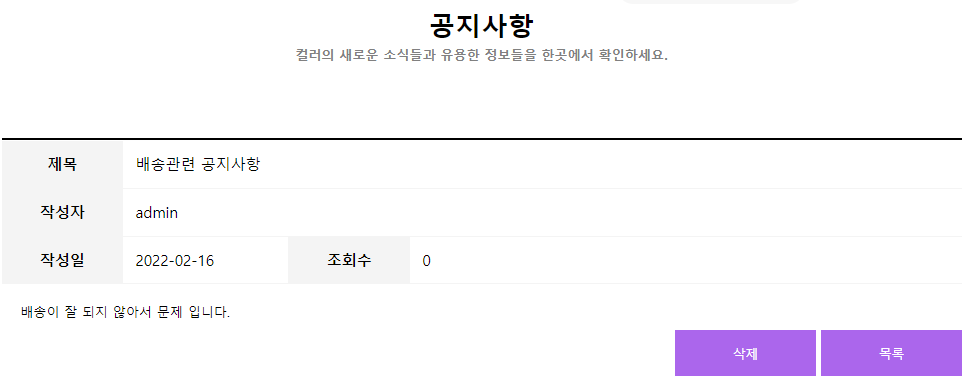 공지사항
컬러의 새로운 소식들과 유용한 정보들을 한곳에서 확인하세요.
제목 배송관련 공지사항
작성자 admin
작성일 2022-02-16 조회수 0
배송이 잘 되지 않아서 문제 입니다.
삭제 목록